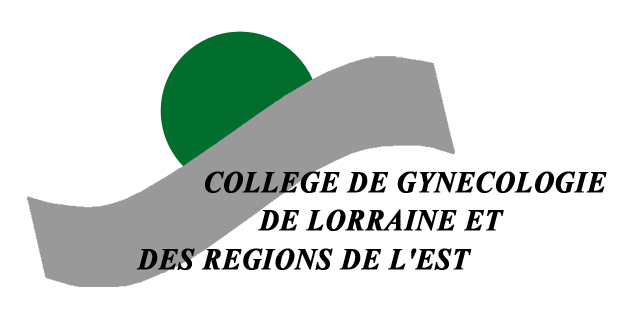 COLLEGE DE GYNECOLOGIE
DE LORRAINE ET
DES REGIONS DE L'EST